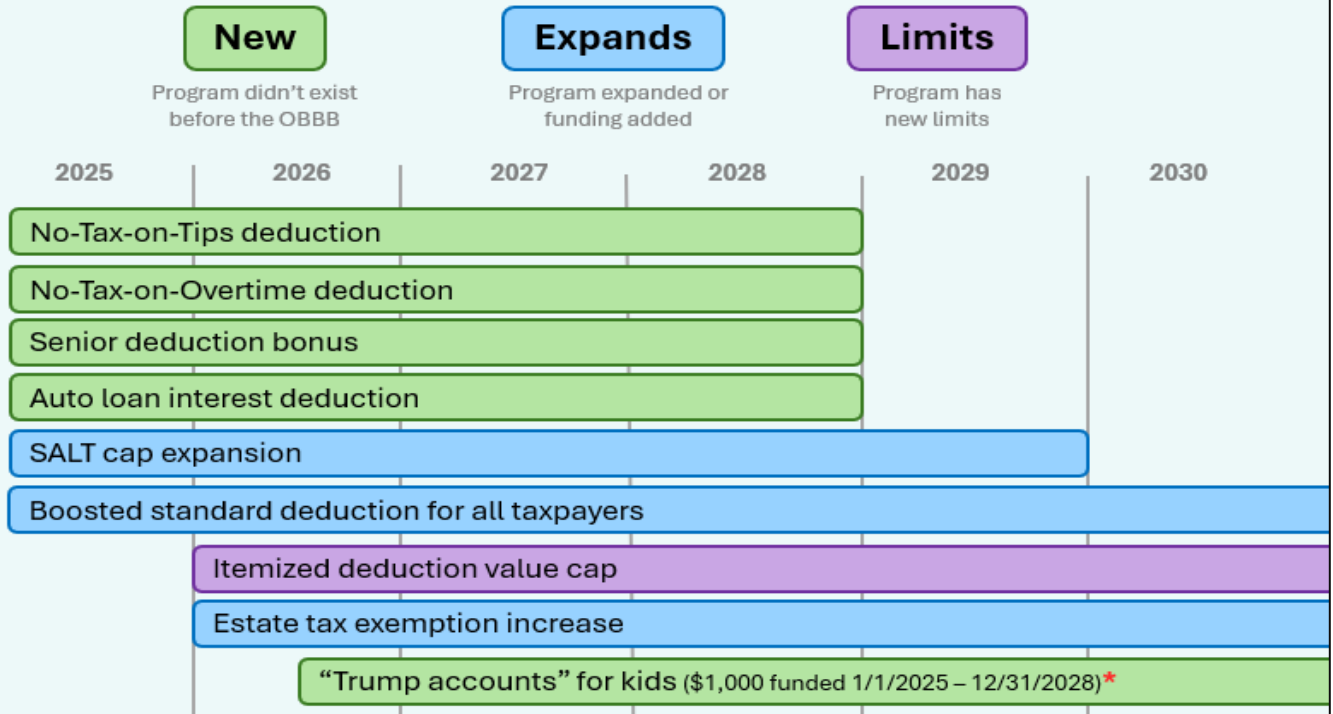 New
Expands
Limits
Program didn't exist
before the OBBB
Program expanded or
funding added
Program has
new limits
2025 2026 2027 2028 2029 2030
No-Tax-on-Tips deduction
No-Tax-on-Overtime deduction
Senior deduction bonus
Auto loan interest deduction
SALT cap expansion
Boosted standard deduction for all taxpayers
Itemized deduction value cap
Estate tax exemption increase
“Trump accounts” for kids ($1,000 funded 1/1/2025 – 12/31/2028)*